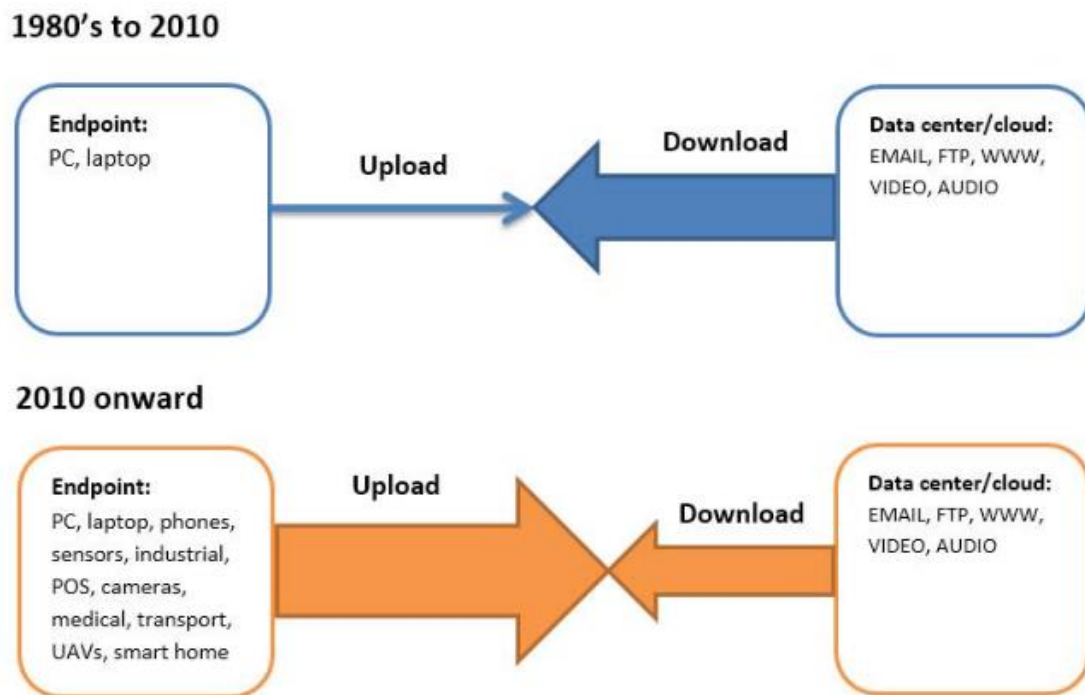 1980's to 2010
Endpoint:
PC, laptop
Upload
Download
Data center/cloud:
EMAIL, FTP, WWW,
VIDEO, AUDIO
2010 onward
Endpoint:
PC, laptop, phones,
sensors, industrial,
POS, cameras,
medical, transport,
UAVs, smart home
Upload
Download
Data center/cloud:
EMAIL, FTP, WWW,
VIDEO, AUDIO